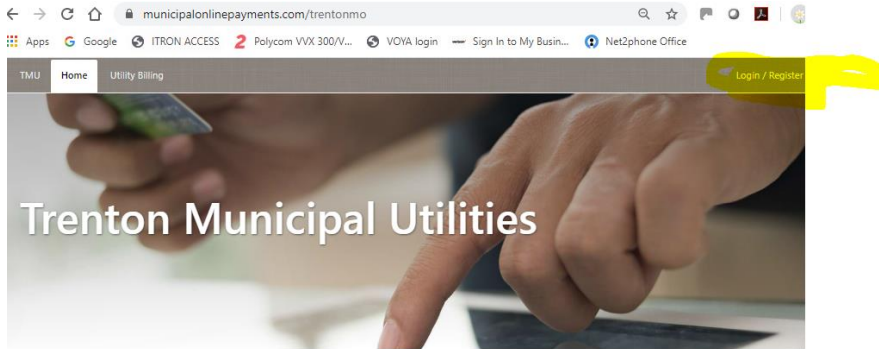 municipalonlinepayments.com/trentonmo
Apps Google ITRON ACCESS 2 Polycom VVX 300/V... VOYA login Sign In to My Busin... Net2phone Office
TMU Home Utility Billing Login / Register
Trenton Municipal Utilities